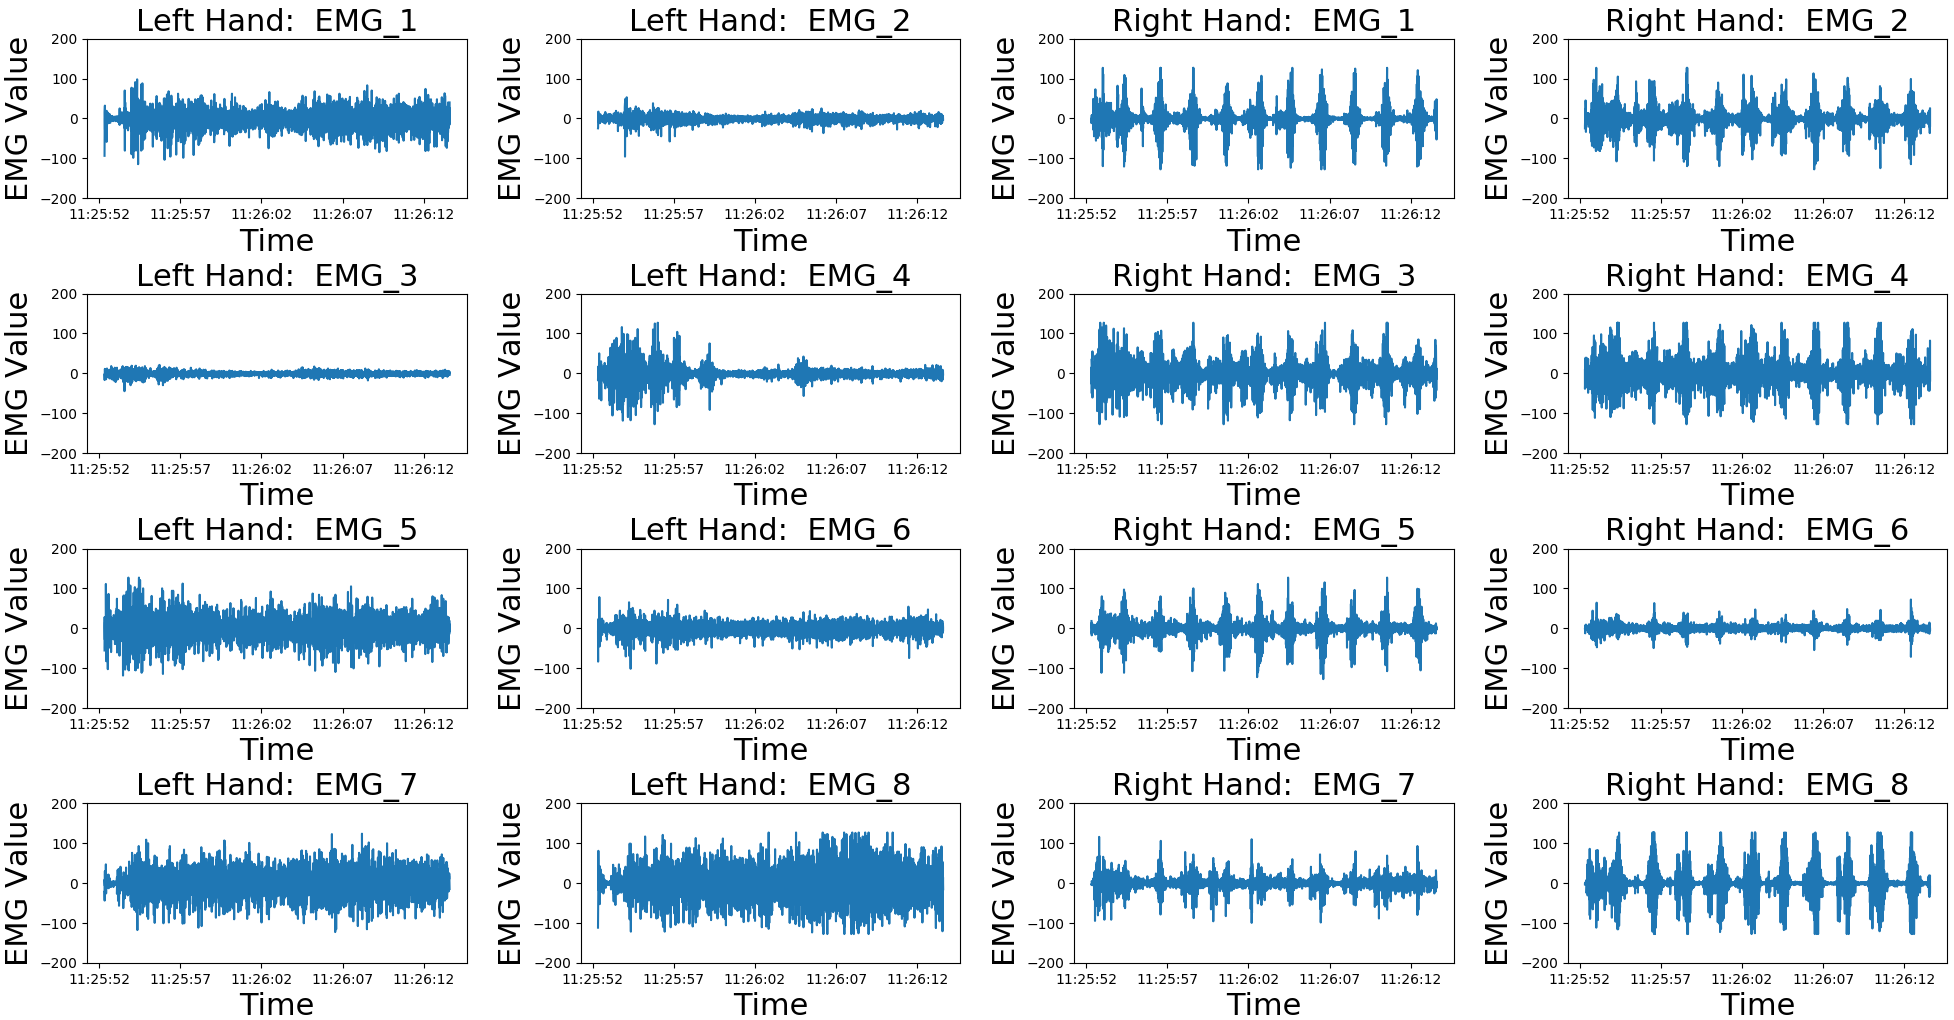 Left Hand:  EMG_1
EMG Value
200
100
0
−100
−200
11:25:52 11:25:57 11:26:02 11:26:07 11:26:12
Time
Left Hand:  EMG_2
EMG Value
200
100
0
−100
−200
11:25:52 11:25:57 11:26:02 11:26:07 11:26:12
Time
Right Hand:  EMG_1
EMG Value
200
100
0
−100
−200
11:25:52 11:25:57 11:26:02 11:26:07 11:26:12
Time
Right Hand:  EMG_2
EMG Value
200
100
0
−100
−200
11:25:52 11:25:57 11:26:02 11:26:07 11:26:12
Time
Left Hand:  EMG_3
EMG Value
200
100
0
−100
−200
11:25:52 11:25:57 11:26:02 11:26:07 11:26:12
Time
Left Hand:  EMG_4
EMG Value
200
100
0
−100
−200
11:25:52 11:25:57 11:26:02 11:26:07 11:26:12
Time
Right Hand:  EMG_3
EMG Value
200
100
0
−100
−200
11:25:52 11:25:57 11:26:02 11:26:07 11:26:12
Time
Right Hand:  EMG_4
EMG Value
200
100
0
−100
−200
11:25:52 11:25:57 11:26:02 11:26:07 11:26:12
Time
Left Hand:  EMG_5
EMG Value
200
100
0
−100
−200
11:25:52 11:25:57 11:26:02 11:26:07 11:26:12
Time
Left Hand:  EMG_6
EMG Value
200
100
0
−100
−200
11:25:52 11:25:57 11:26:02 11:26:07 11:26:12
Time
Right Hand:  EMG_5
EMG Value
200
100
0
−100
−200
11:25:52 11:25:57 11:26:02 11:26:07 11:26:12
Time
Right Hand:  EMG_6
EMG Value
200
100
0
−100
−200
11:25:52 11:25:57 11:26:02 11:26:07 11:26:12
Time
Left Hand:  EMG_7
EMG Value
200
100
0
−100
−200
11:25:52 11:25:57 11:26:02 11:26:07 11:26:12
Time
Left Hand:  EMG_8
EMG Value
200
100
0
−100
−200
11:25:52 11:25:57 11:26:02 11:26:07 11:26:12
Time
Right Hand:  EMG_7
EMG Value
200
100
0
−100
−200
11:25:52 11:25:57 11:26:02 11:26:07 11:26:12
Time
Right Hand:  EMG_8
EMG Value
200
100
0
−100
−200
11:25:52 11:25:57 11:26:02 11:26:07 11:26:12
Time